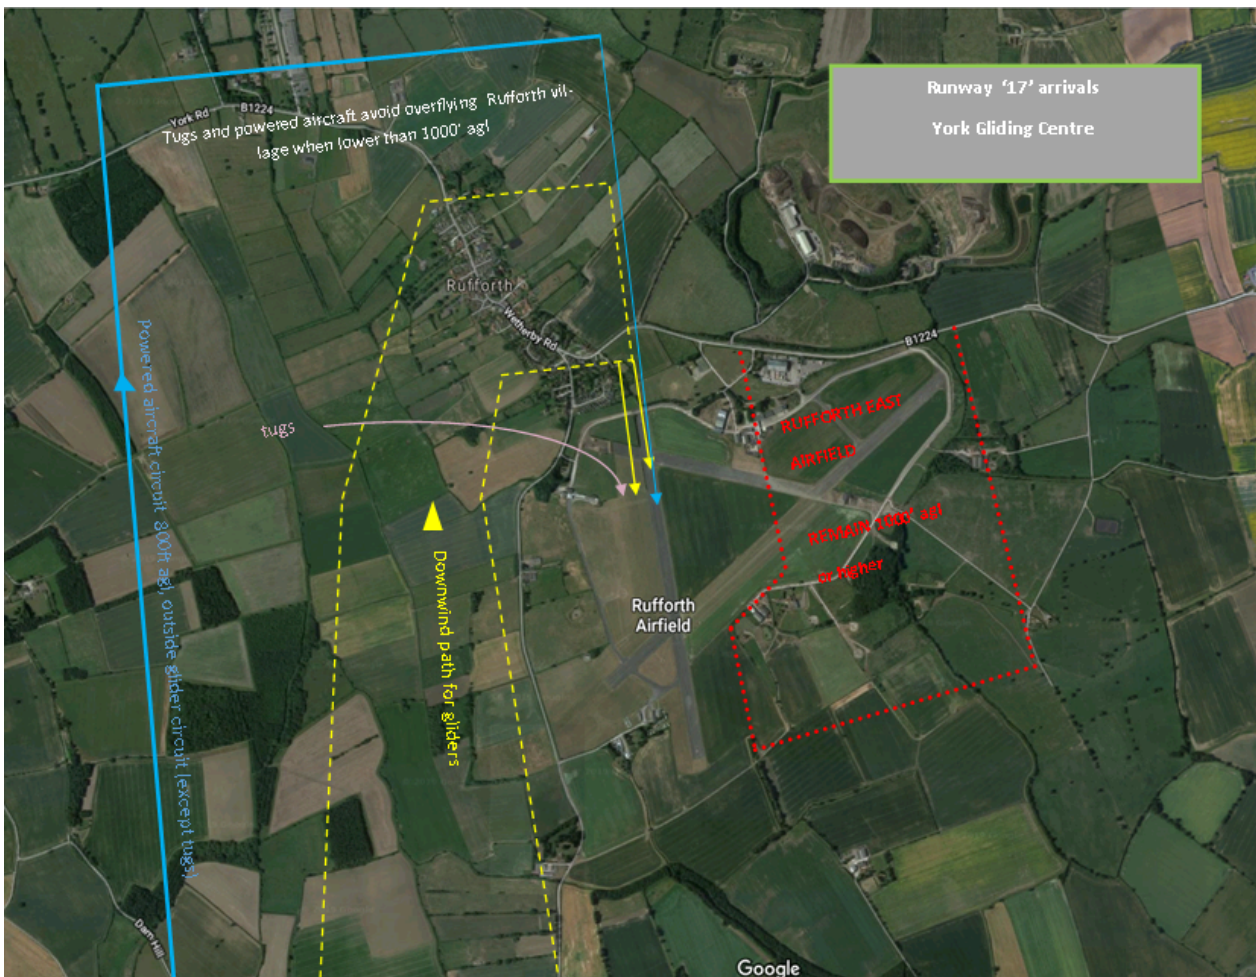 Runway ‘17’ arrivals
York Gliding Centre
York Rd
B1224
Tugs and powered aircraft avoid overflying Rufforth vil-
lage when lower than 1000' agl
Rufforth
Wetherby Rd
B1224
Powered aircraft circuit 800ft agl, outside glider circuit (except tugs)
tugs
RUFFORTH EAST
AIRFIELD
REMAIN 1000' agl
or higher
Downwind path for gliders
Rufforth
Airfield
Dam Hill
Google